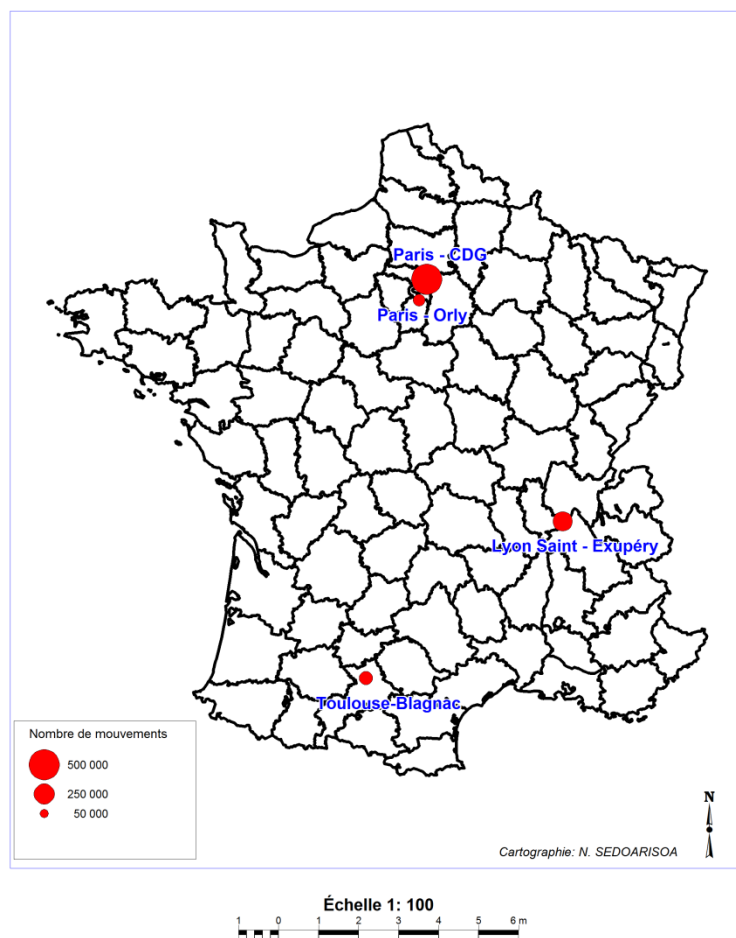 Paris - CDG
Paris - Orly
Lyon Saint - Exupéry
Toulouse-Blagnac
Nombre de mouvements
500 000
250 000
50 000
N
Cartographie: N. SEDOARISOA
Échelle 1: 100
1 0 1 2 3 4 5 6 m